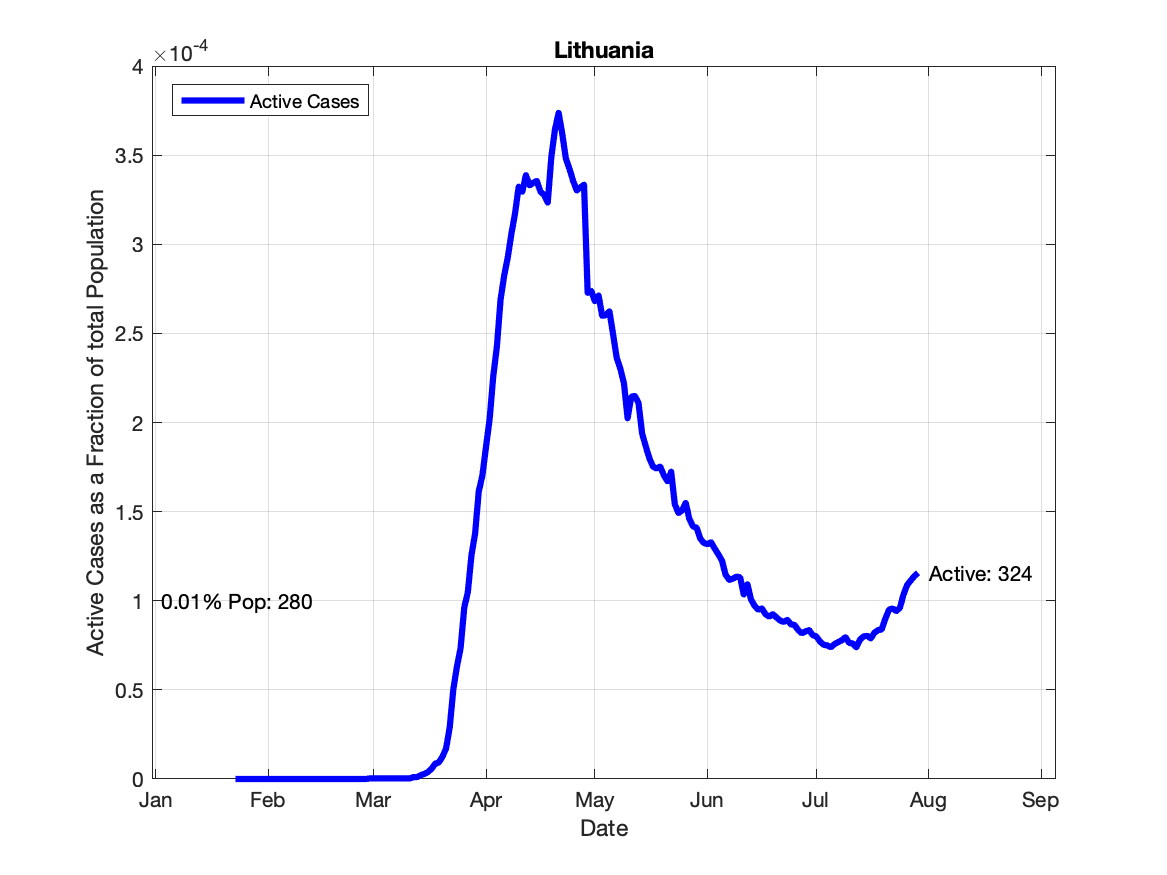 Lithuania
×10-4
Active Cases
4
3.5
3
2.5
2
1.5
1
0.5
0
Active Cases as a Fraction of total Population
0.01% Pop: 280
Active: 324
Jan Feb Mar Apr May Jun Jul Aug Sep
Date